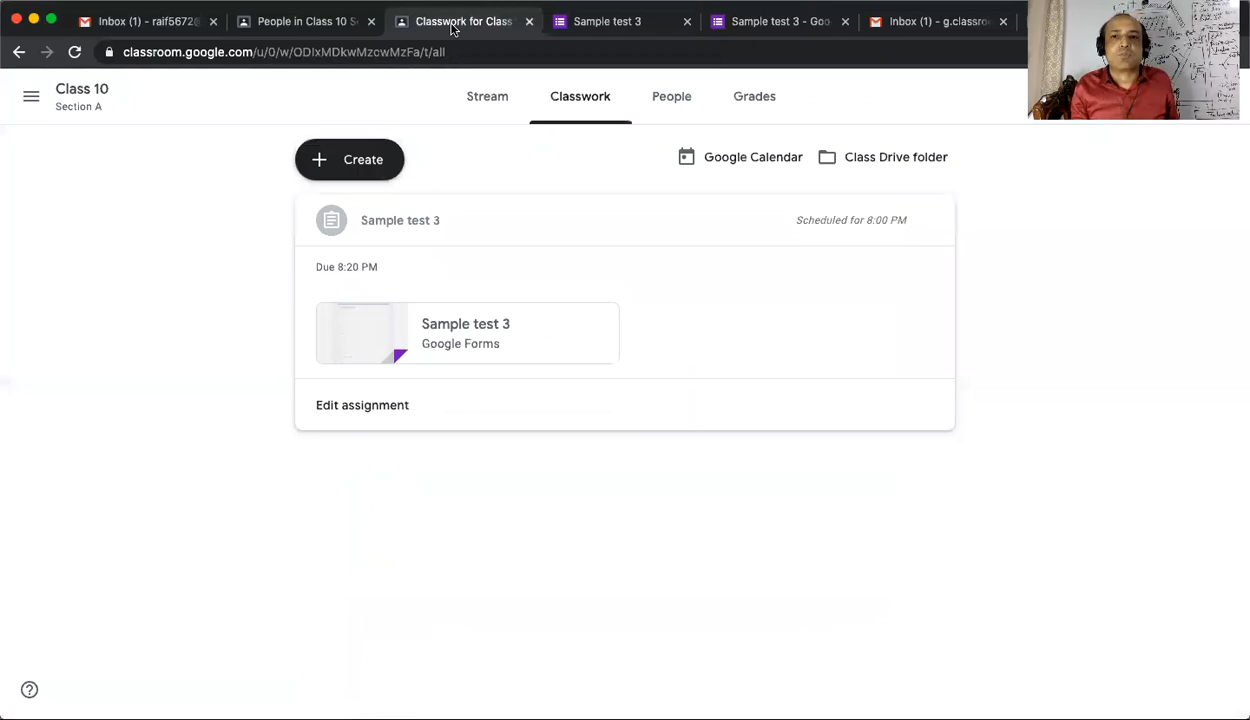 Inbox (1) - raif5672@
People in Class 10 S
Classwork for Class
Sample test 3
Sample test 3 - Goo
Inbox (1) - g.classroo
classroom.google.com/u/0/w/ODIxMDkwMzcwMzFa/t/all
Class 10
Section A
Stream
Classwork
People
Grades
+ Create
Google Calendar
Class Drive folder
Sample test 3
Scheduled for 8:00 PM
Due 8:20 PM
Sample test 3
Google Forms
Edit assignment